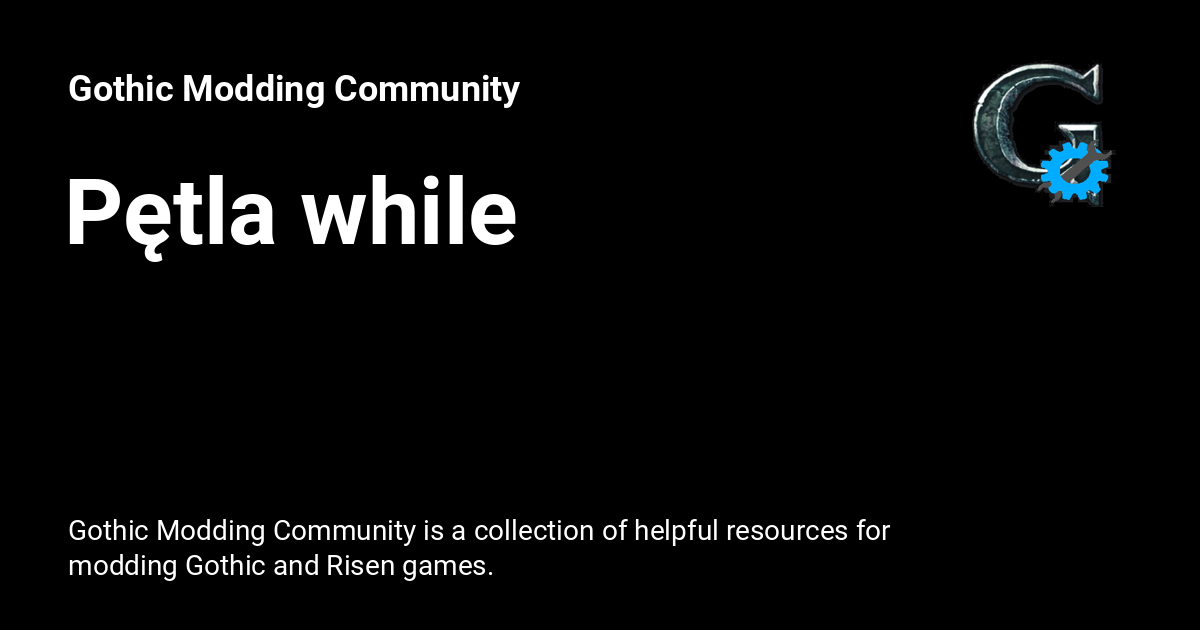 Gothic Modding Community
Pętla while
Gothic Modding Community is a collection of helpful resources for
modding Gothic and Risen games.